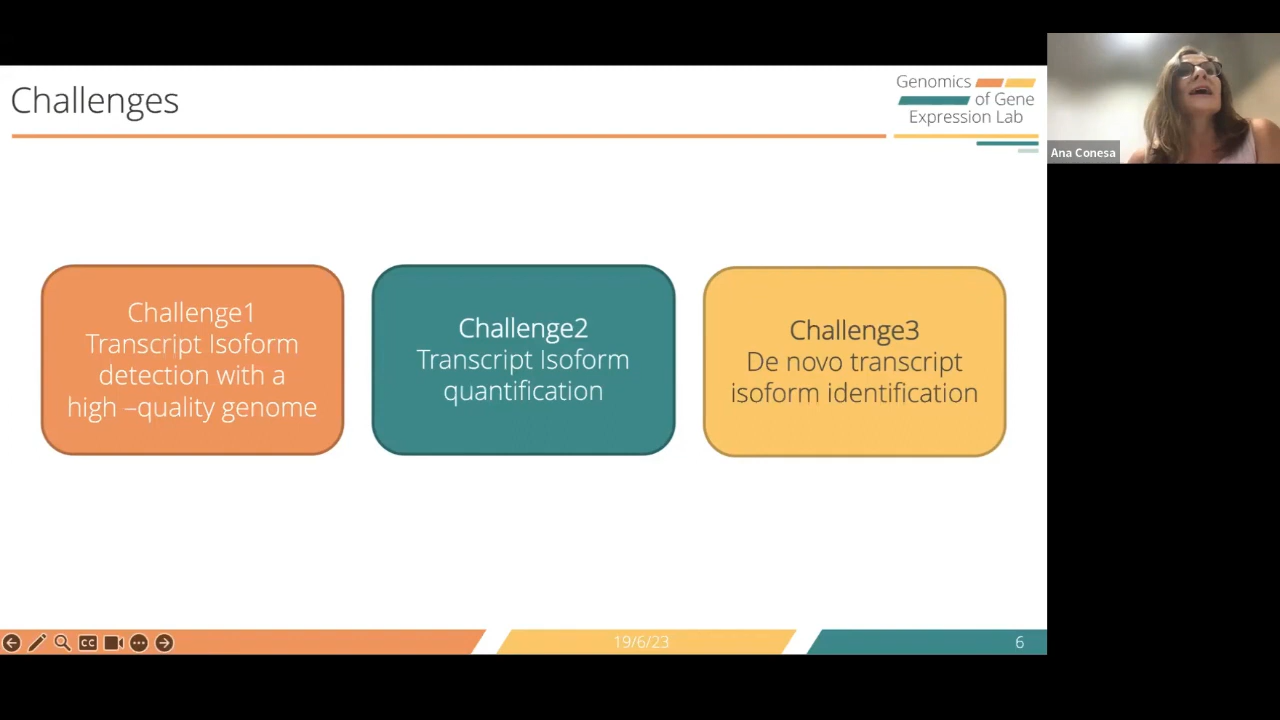 Challenges
Genomics
of Gene
Expression Lab
Ana Conesa
Challenge1
Transcript Isoform
detection with a
high –quality genome
Challenge2
Transcript Isoform
quantification
Challenge3
De novo transcript
isoform identification
CC
19/6/23
6